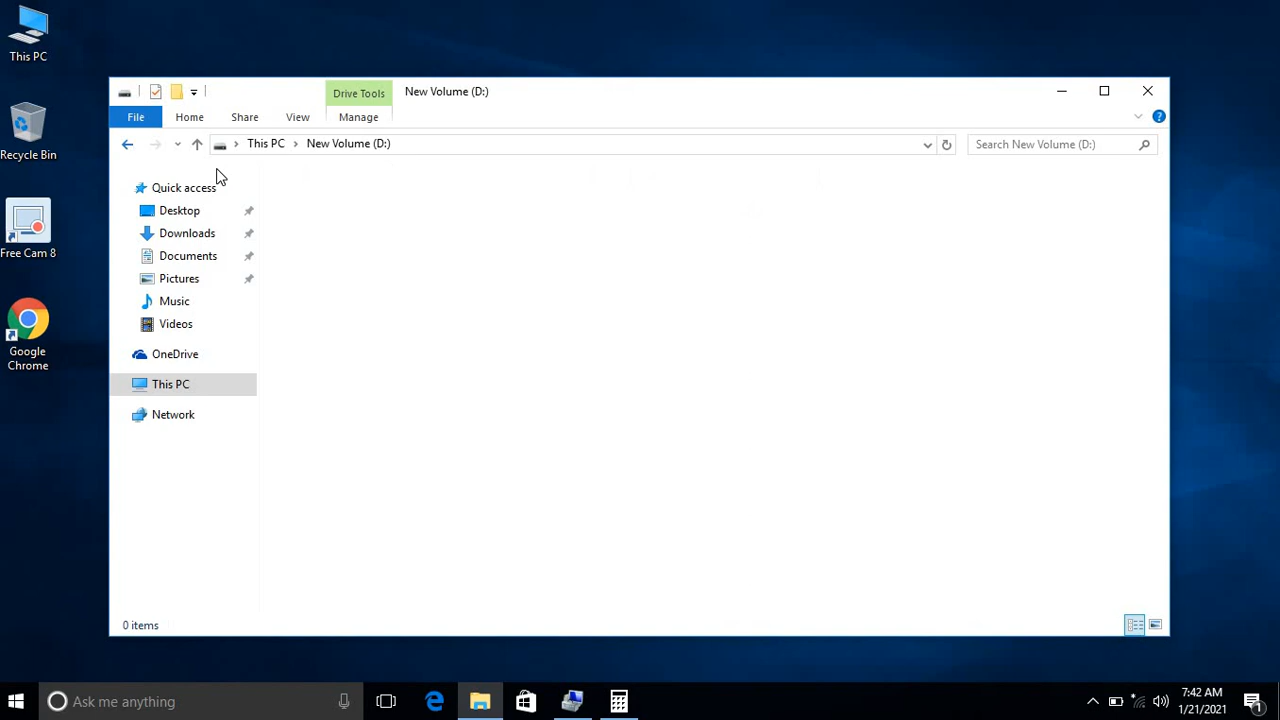 This PC
Recycle Bin
Free Cam 8
Google
Chrome
Drive Tools
New Volume (D:)
File
Home
Share
View
Manage
This PC
New Volume (D:)
Search New Volume (D:)
Quick access
Desktop
Downloads
Documents
Pictures
Music
Videos
OneDrive
This PC
Network
0 items
Ask me anything
7:42 AM
1/21/2021
1